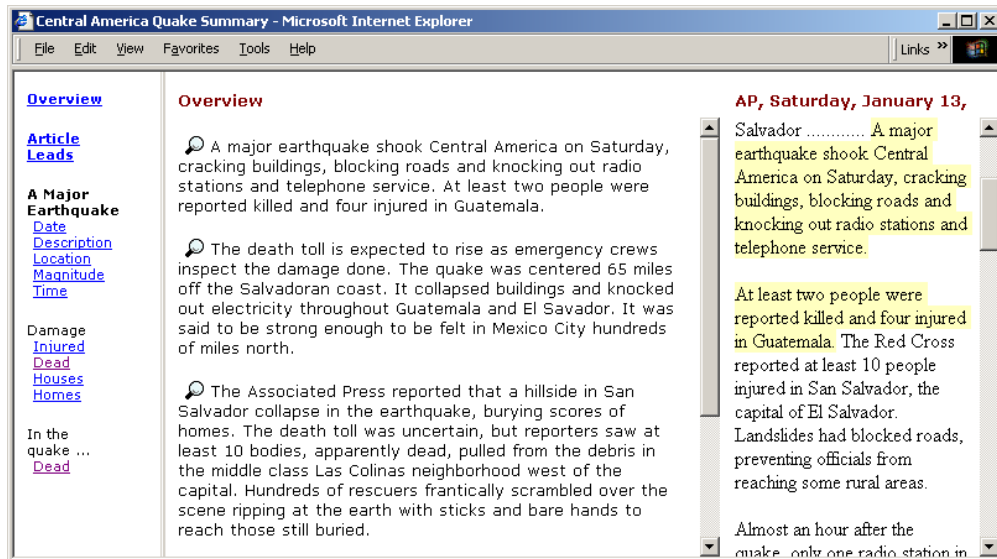 Central America Quake Summary - Microsoft Internet Explorer
File Edit View Favorites Tools Help
Links »
Overview
Article
Leads
A Major
Earthquake
Date
Description
Location
Magnitude
Time
Damage
Injured
Dead
Houses
Homes
In the
quake ...
Dead
Overview
A major earthquake shook Central America on Saturday,
cracking buildings, blocking roads and knocking out radio
stations and telephone service. At least two people were
reported killed and four injured in Guatemala.
The death toll is expected to rise as emergency crews
inspect the damage done. The quake was centered 65 miles
off the Salvadoran coast. It collapsed buildings and knocked
out electricity throughout Guatemala and El Savador. It was
said to be strong enough to be felt in Mexico City hundreds
of miles north.
The Associated Press reported that a hillside in San
Salvador collapse in the earthquake, burying scores of
homes. The death toll was uncertain, but reporters saw at
least 10 bodies, apparently dead, pulled from the debris in
the middle class Las Colinas neighborhood west of the
capital. Hundreds of rescuers frantically scrambled over the
scene ripping at the earth with sticks and bare hands to
reach those still buried.
AP, Saturday, January 13,
Salvador ............ A major
earthquake shook Central
America on Saturday, cracking
buildings, blocking roads and
knocking out radio stations and
telephone service.
At least two people were
reported killed and four injured
in Guatemala. The Red Cross
reported at least 10 people
injured in San Salvador, the
capital of El Salvador.
Landslides had blocked roads,
preventing officials from
reaching some rural areas.
Almost an hour after the
quake, only one radio station in